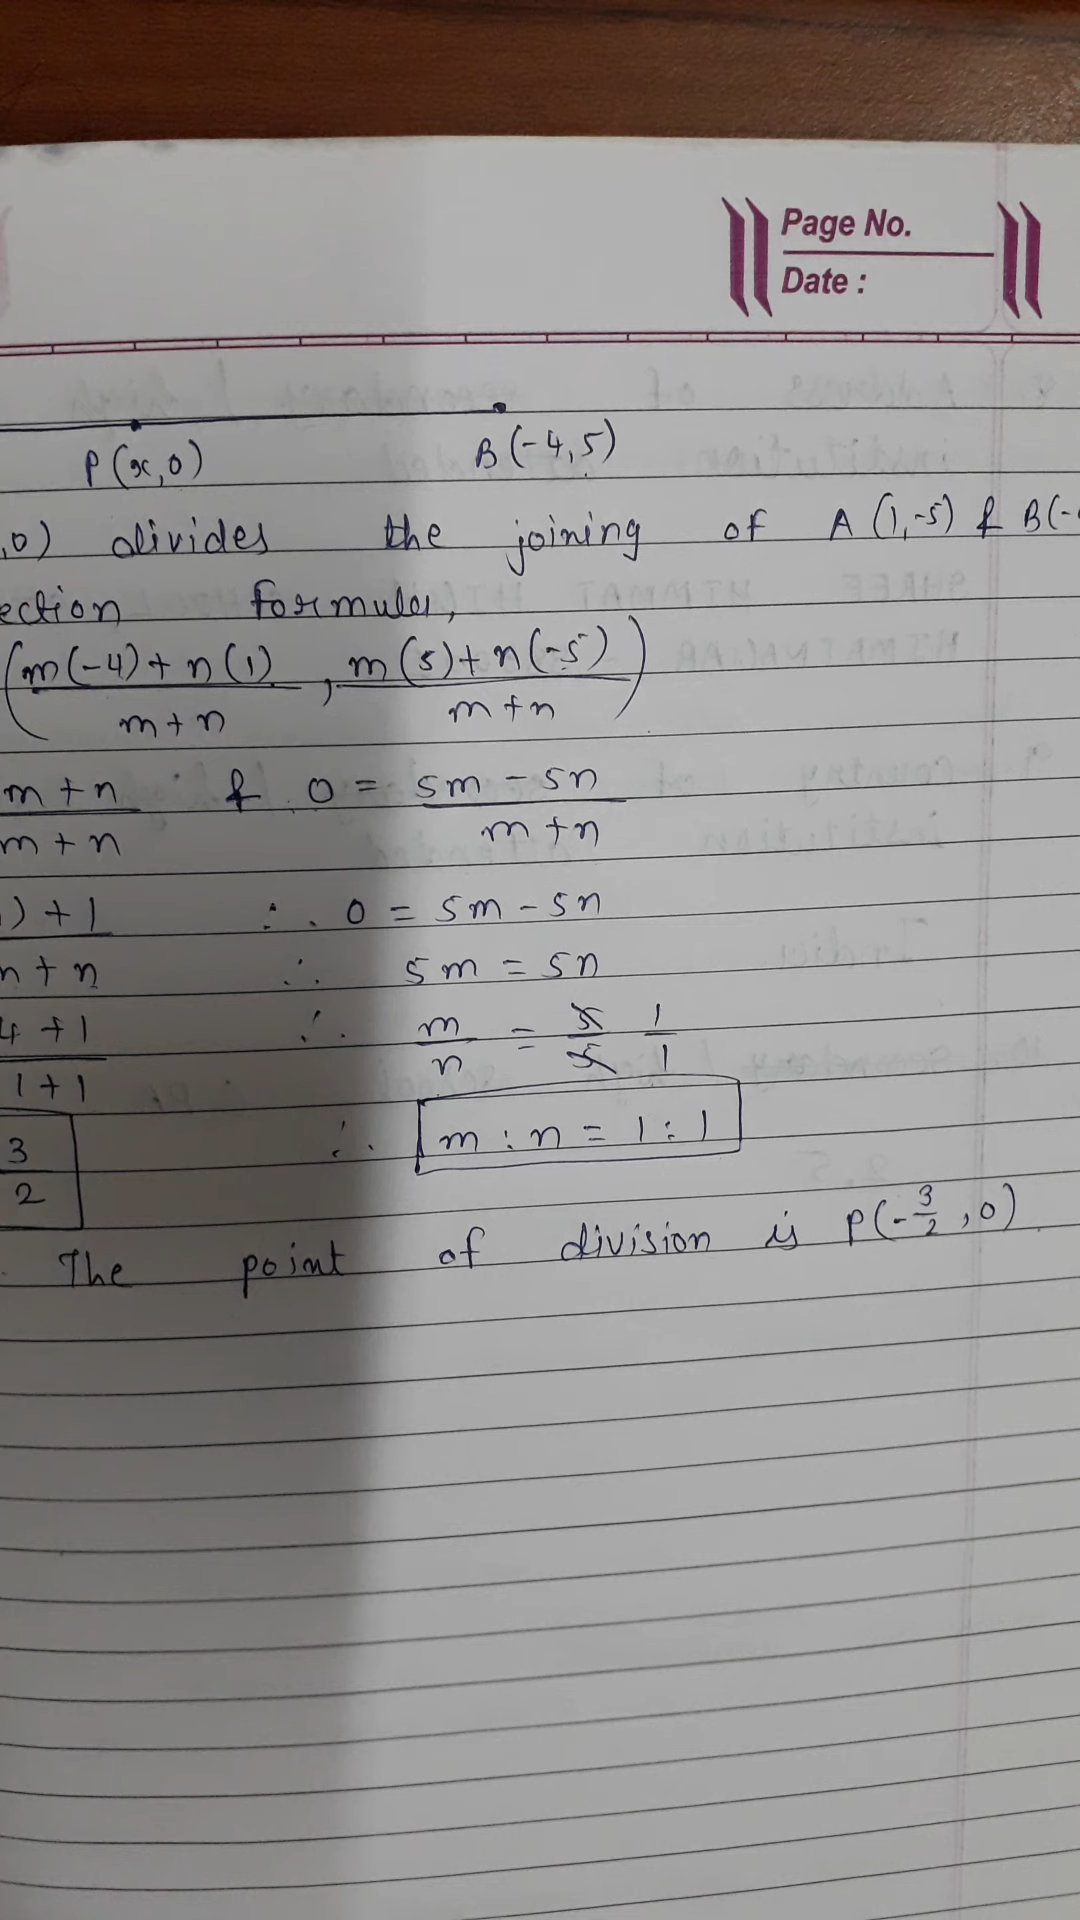 Page No.
Date :
P(x,0) B(-4,5)
,0) divides the joining of A (1,-5) & B(-
ection formula,
(m(-4)+n(1)/m+n , m(5)+n(-5)/m+n)
m+n/m+n & 0 = 5m-5n/m+n
)+1 ∴ 0 = 5m-5n
n+n ∴ 5m = 5n
4+1/1+1 ∴ m/n = 5/5 1/1
3/2 ∴ m:n = 1:1
The point of division is P(-3/2,0)